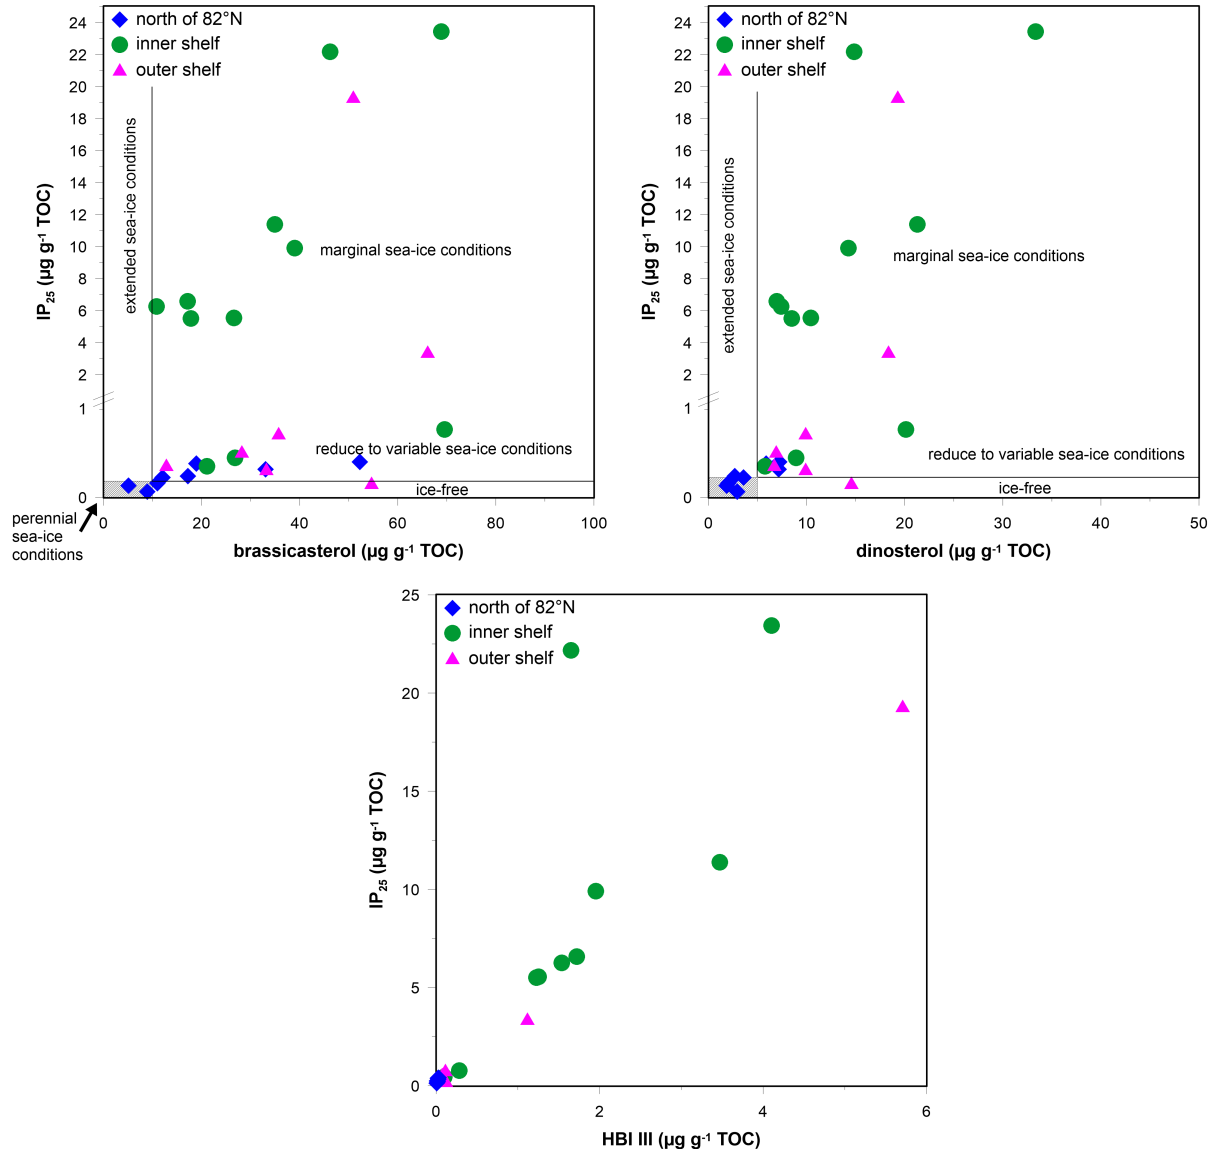 24
22
20
18
16
14
12
10
8
6
4
2
1
0
IP25 (µg g-1 TOC)
north of 82°N
inner shelf
outer shelf
extended sea-ice conditions
marginal sea-ice conditions
reduce to variable sea-ice conditions
ice-free
perennial
sea-ice
conditions
0 20 40 60 80 100
brassicasterol (µg g-1 TOC)
24
22
20
18
16
14
12
10
8
6
4
2
1
0
IP25 (µg g-1 TOC)
north of 82°N
inner shelf
outer shelf
extended sea-ice conditions
marginal sea-ice conditions
reduce to variable sea-ice conditions
ice-free
0 10 20 30 40 50
dinosterol (µg g-1 TOC)
25
20
15
10
5
0
IP25 (µg g-1 TOC)
north of 82°N
inner shelf
outer shelf
0 2 4 6
HBI III (µg g-1 TOC)